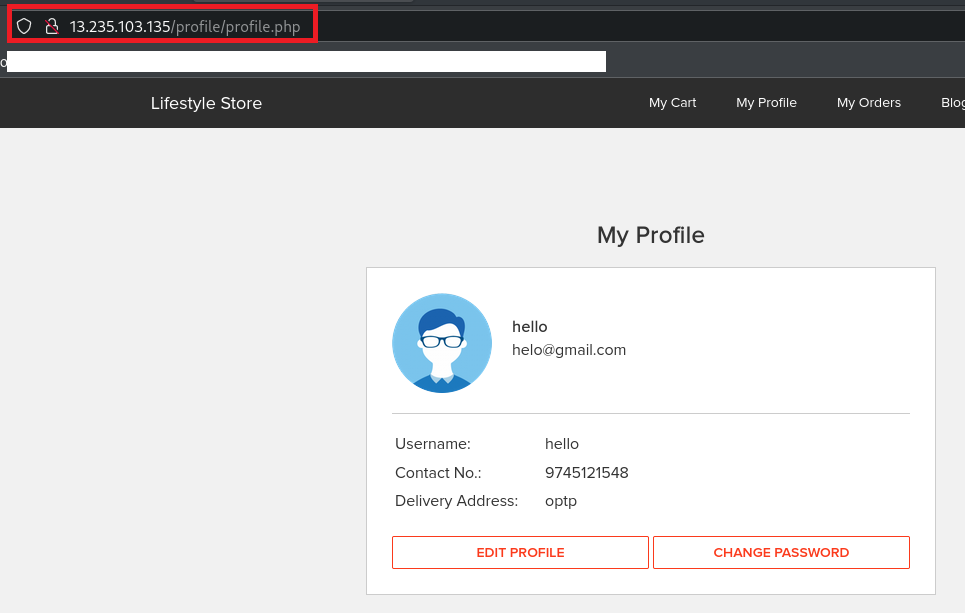 13.235.103.135/profile/profile.php
Lifestyle Store My Cart My Profile My Orders Blog
My Profile
hello
helo@gmail.com
Username: hello
Contact No.: 9745121548
Delivery Address: optp
EDIT PROFILE CHANGE PASSWORD